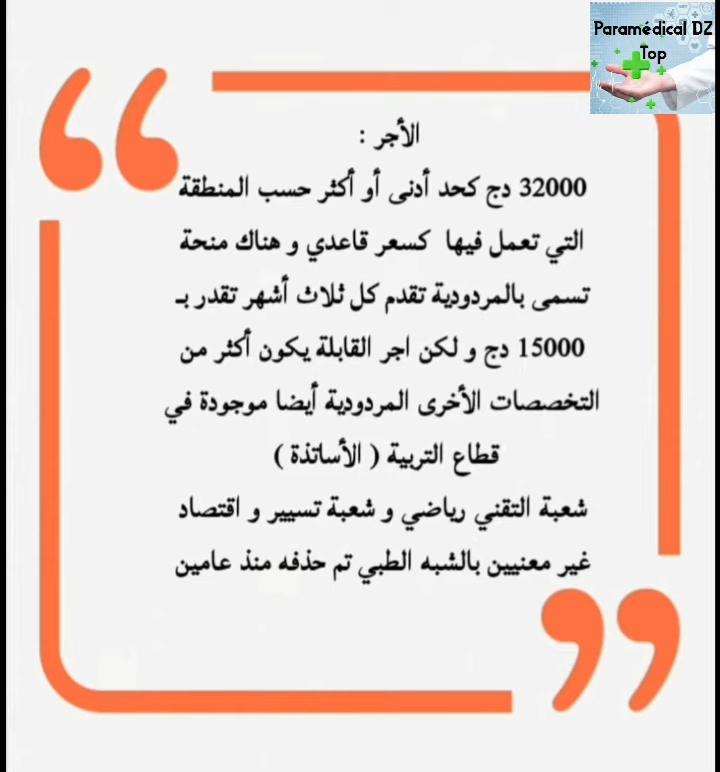 Paramédical DZ
Top
الأجر :
32000 دج كحد أدنى أو أكثر حسب المنطقة
التي تعمل فيها كسعر قاعدي و هناك منحة
تسمى بالمردودية تقدم كل ثلاث أشهر تقدر بـ
15000 دج و لكن اجر القابلة يكون أكثر من
التخصصات الأخرى المردودية أيضا موجودة في
قطاع التربية ( الأساتذة )
شعبة التقني رياضي و شعبة تسيير و اقتصاد
غير معنيين بالشبه الطبي تم حذفه منذ عامين